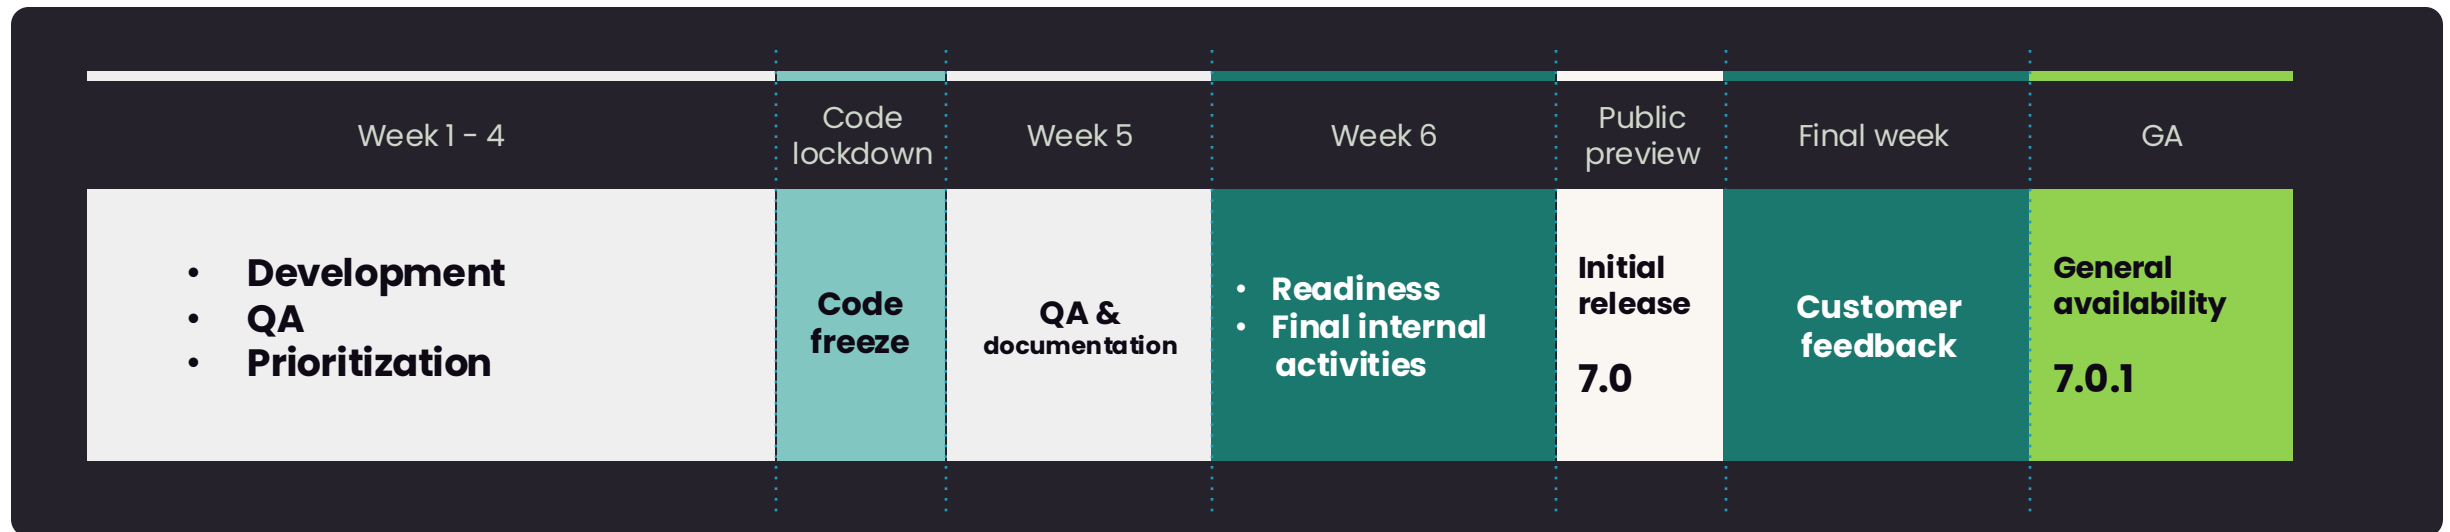 Week 1 - 4
Code
lockdown
Week 5
Week 6
Public
preview
Final week
GA
• Development
• QA
• Prioritization
Code
freeze
QA &
documentation
• Readiness
• Final internal
activities
Initial
release
7.0
Customer
feedback
General
availability
7.0.1